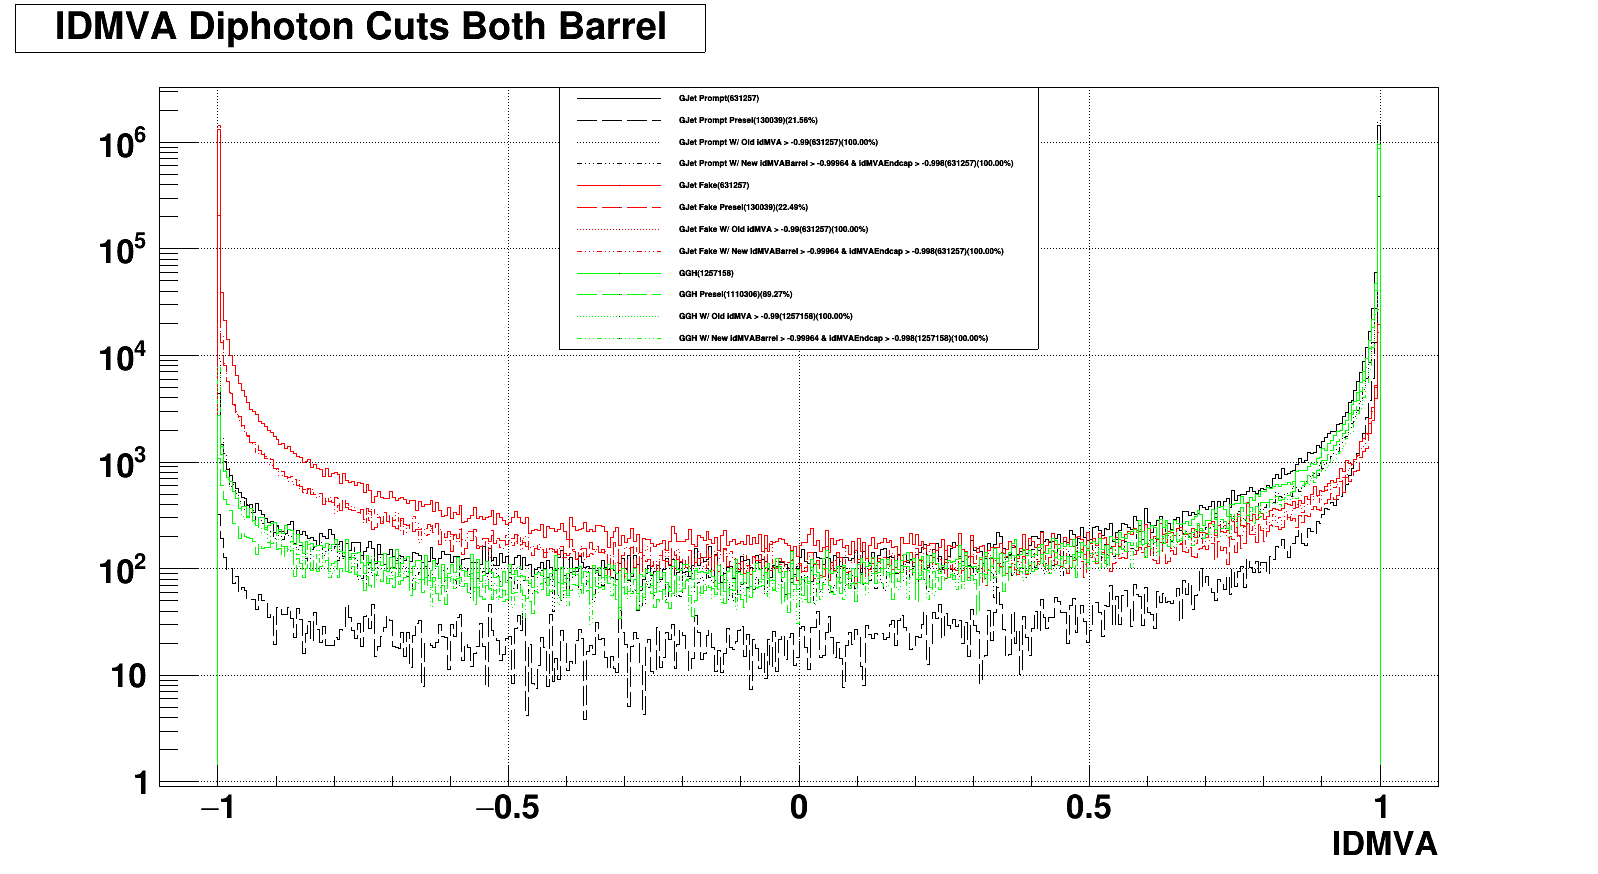 IDMVA Diphoton Cuts Both Barrel
GJet Prompt(631257)
GJet Prompt Presel(130039)(21.56%)
GJet Prompt W/ Old idMVA > -0.99(631257)(100.00%)
GJet Prompt W/ New idMVABarrel > -0.99964 & idMVAEndcap > -0.998(631257)(100.00%)
GJet Fake(631257)
GJet Fake Presel(130039)(22.49%)
GJet Fake W/ Old idMVA > -0.99(631257)(100.00%)
GJet Fake W/ New idMVABarrel > -0.99964 & idMVAEndcap > -0.998(631257)(100.00%)
GGH(1257158)
GGH Presel(1110306)(89.27%)
GGH W/ Old idMVA > -0.99(1257158)(100.00%)
GGH W/ New idMVABarrel > -0.99964 & idMVAEndcap > -0.998(1257158)(100.00%)
10⁶
10⁵
10⁴
10³
10²
10
1
−1 −0.5 0 0.5 1
IDMVA